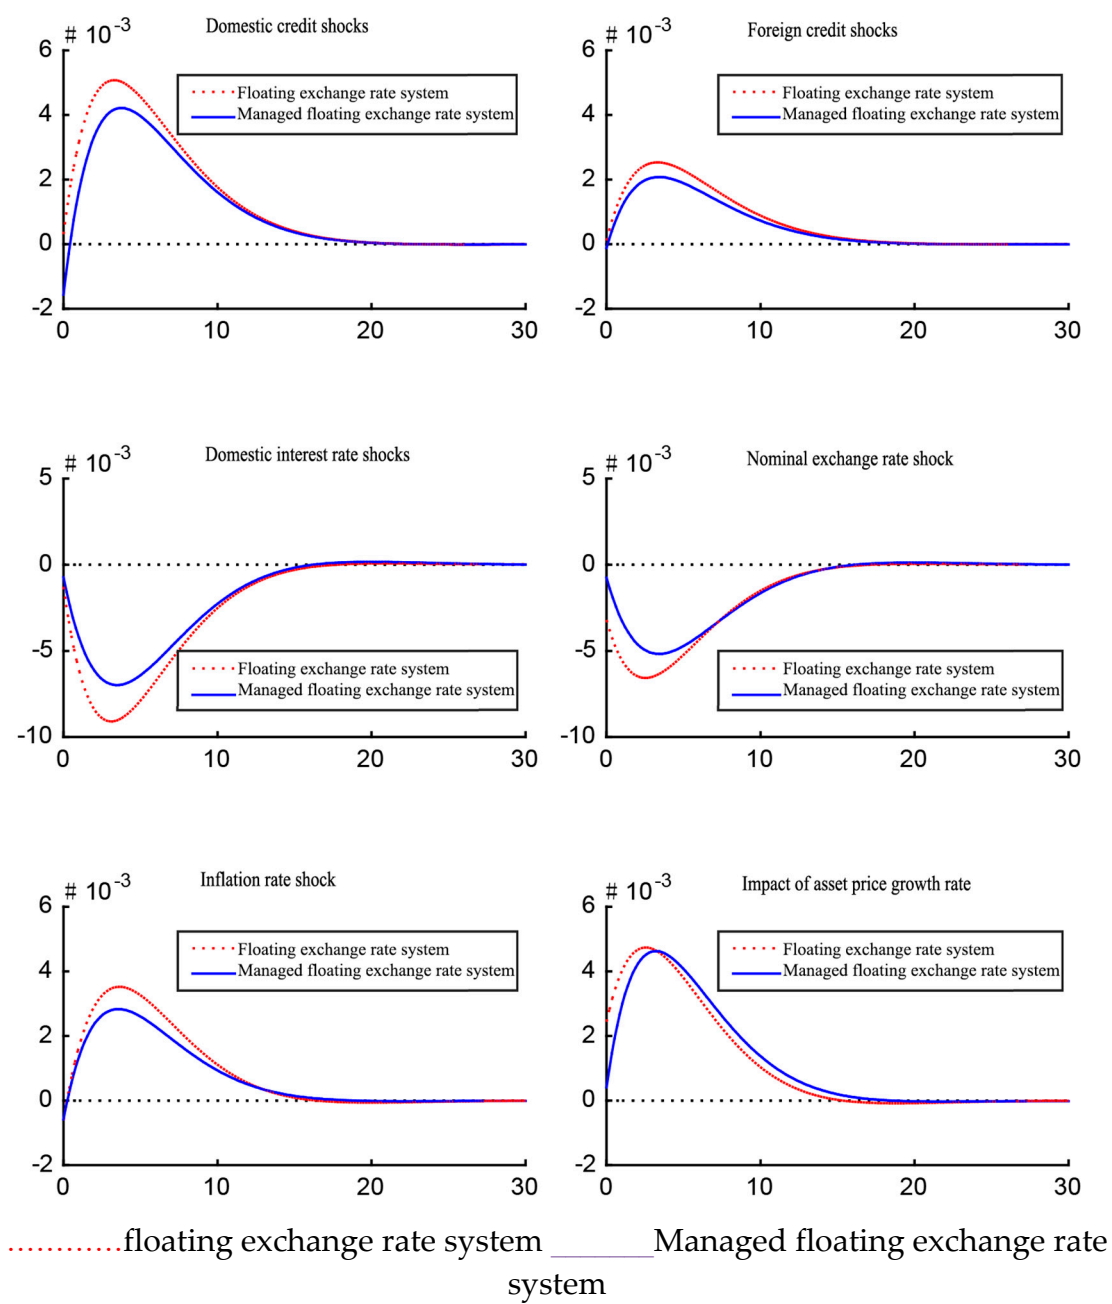 Domestic credit shocks
# 10-3
6
4
2
0
-2
0 10 20 30
Floating exchange rate system
Managed floating exchange rate system
Foreign credit shocks
# 10-3
6
4
2
0
-2
0 10 20 30
Floating exchange rate system
Managed floating exchange rate system
Domestic interest rate shocks
# 10-3
5
0
-5
-10
0 10 20 30
Floating exchange rate system
Managed floating exchange rate system
Nominal exchange rate shock
# 10-3
5
0
-5
-10
0 10 20 30
Floating exchange rate system
Managed floating exchange rate system
Inflation rate shock
# 10-3
6
4
2
0
-2
0 10 20 30
Floating exchange rate system
Managed floating exchange rate system
Impact of asset price growth rate
# 10-3
6
4
2
0
-2
0 10 20 30
Floating exchange rate system
Managed floating exchange rate system
............floating exchange rate system _______Managed floating exchange rate
system